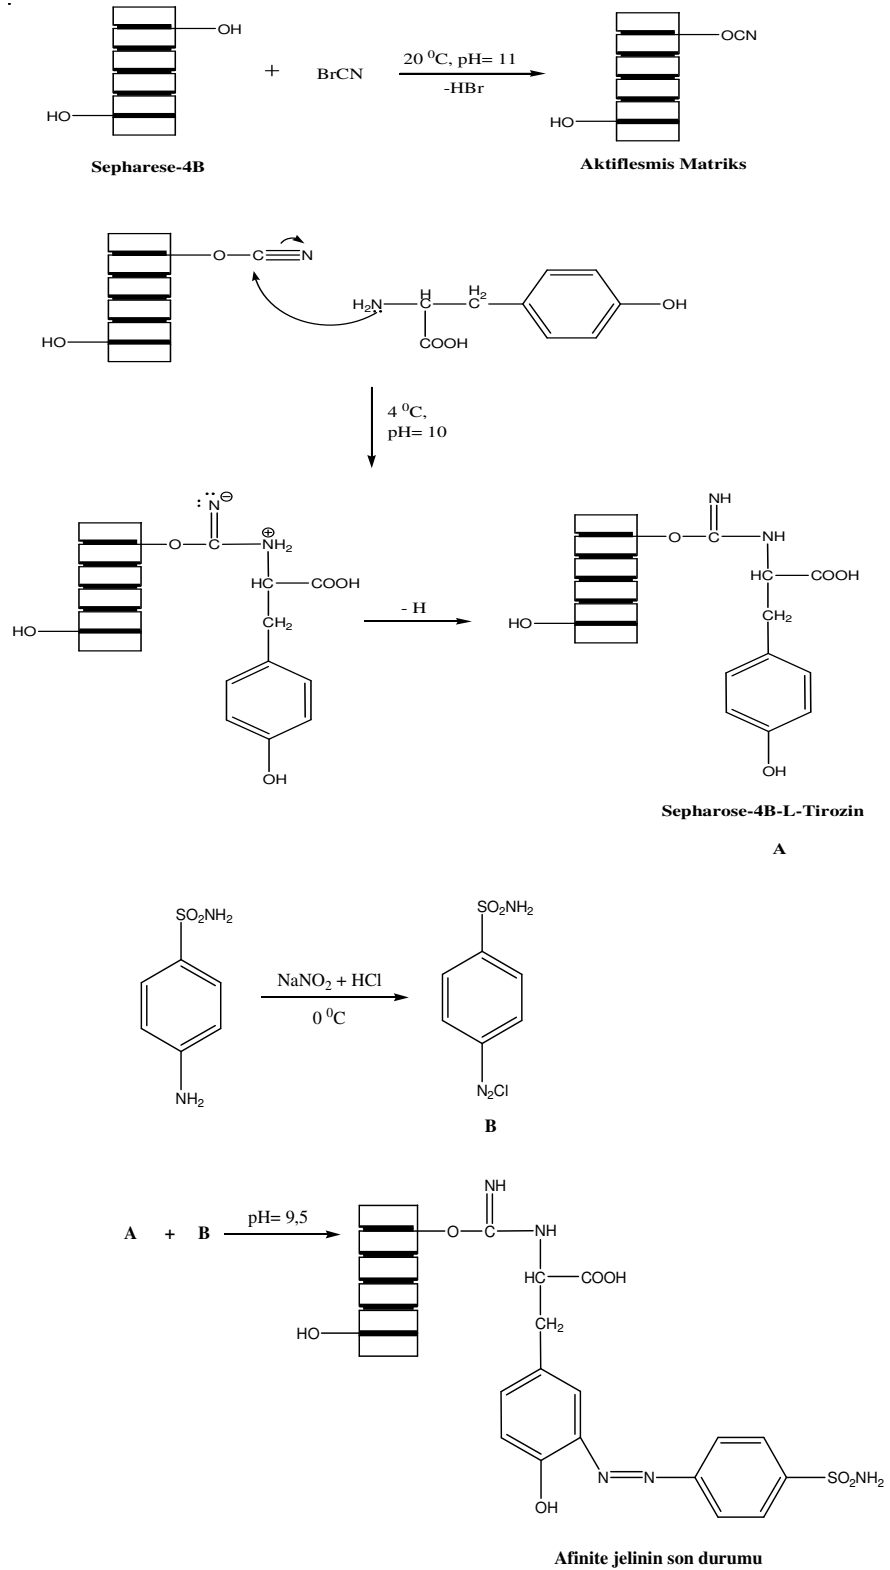 OH
BrCN
20 ⁰C, pH= 11
OCN
+
-HBr
HO
HO
Sepharese-4B
Aktiflesmis Matriks
O C N
H₂N H H₂ OH
C C
HO COOH
4 ⁰C,
pH= 10
N⊖
NH
O C NH₂ ⊕
O C NH
HC COOH
HC COOH
- H
HO CH₂
HO CH₂
OH
OH
Sepharose-4B-L-Tirozin
A
SO₂NH₂
SO₂NH₂
NaNO₂ + HCl
0 ⁰C
NH₂
N₂Cl
B
NH
A + B pH= 9,5 O C NH
HC COOH
HO CH₂
N N SO₂NH₂
OH
Afinite jelinin son durumu